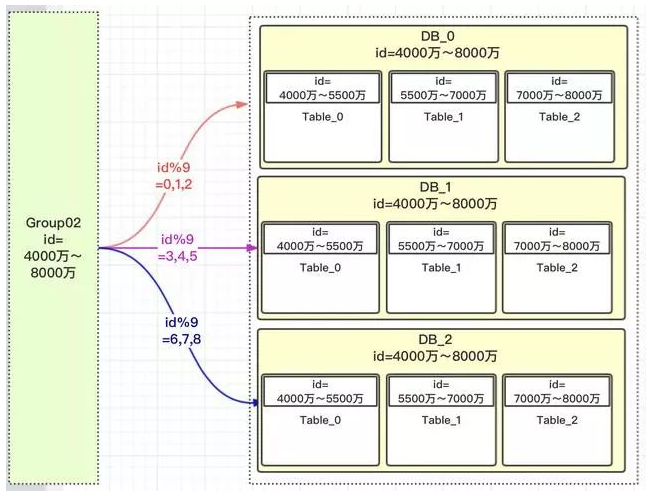 Group02
id=
4000万～
8000万
id%9
=0,1,2
id%9
=3,4,5
id%9
=6,7,8
DB_0
id=4000万～8000万
id=
4000万～5500万
Table_0
id=
5500万～7000万
Table_1
id=
7000万～8000万
Table_2
DB_1
id=4000万～8000万
id=
4000万～5500万
Table_0
id=
5500万～7000万
Table_1
id=
7000万～8000万
Table_2
DB_2
id=4000万～8000万
id=
4000万～5500万
Table_0
id=
5500万～7000万
Table_1
id=
7000万～8000万
Table_2